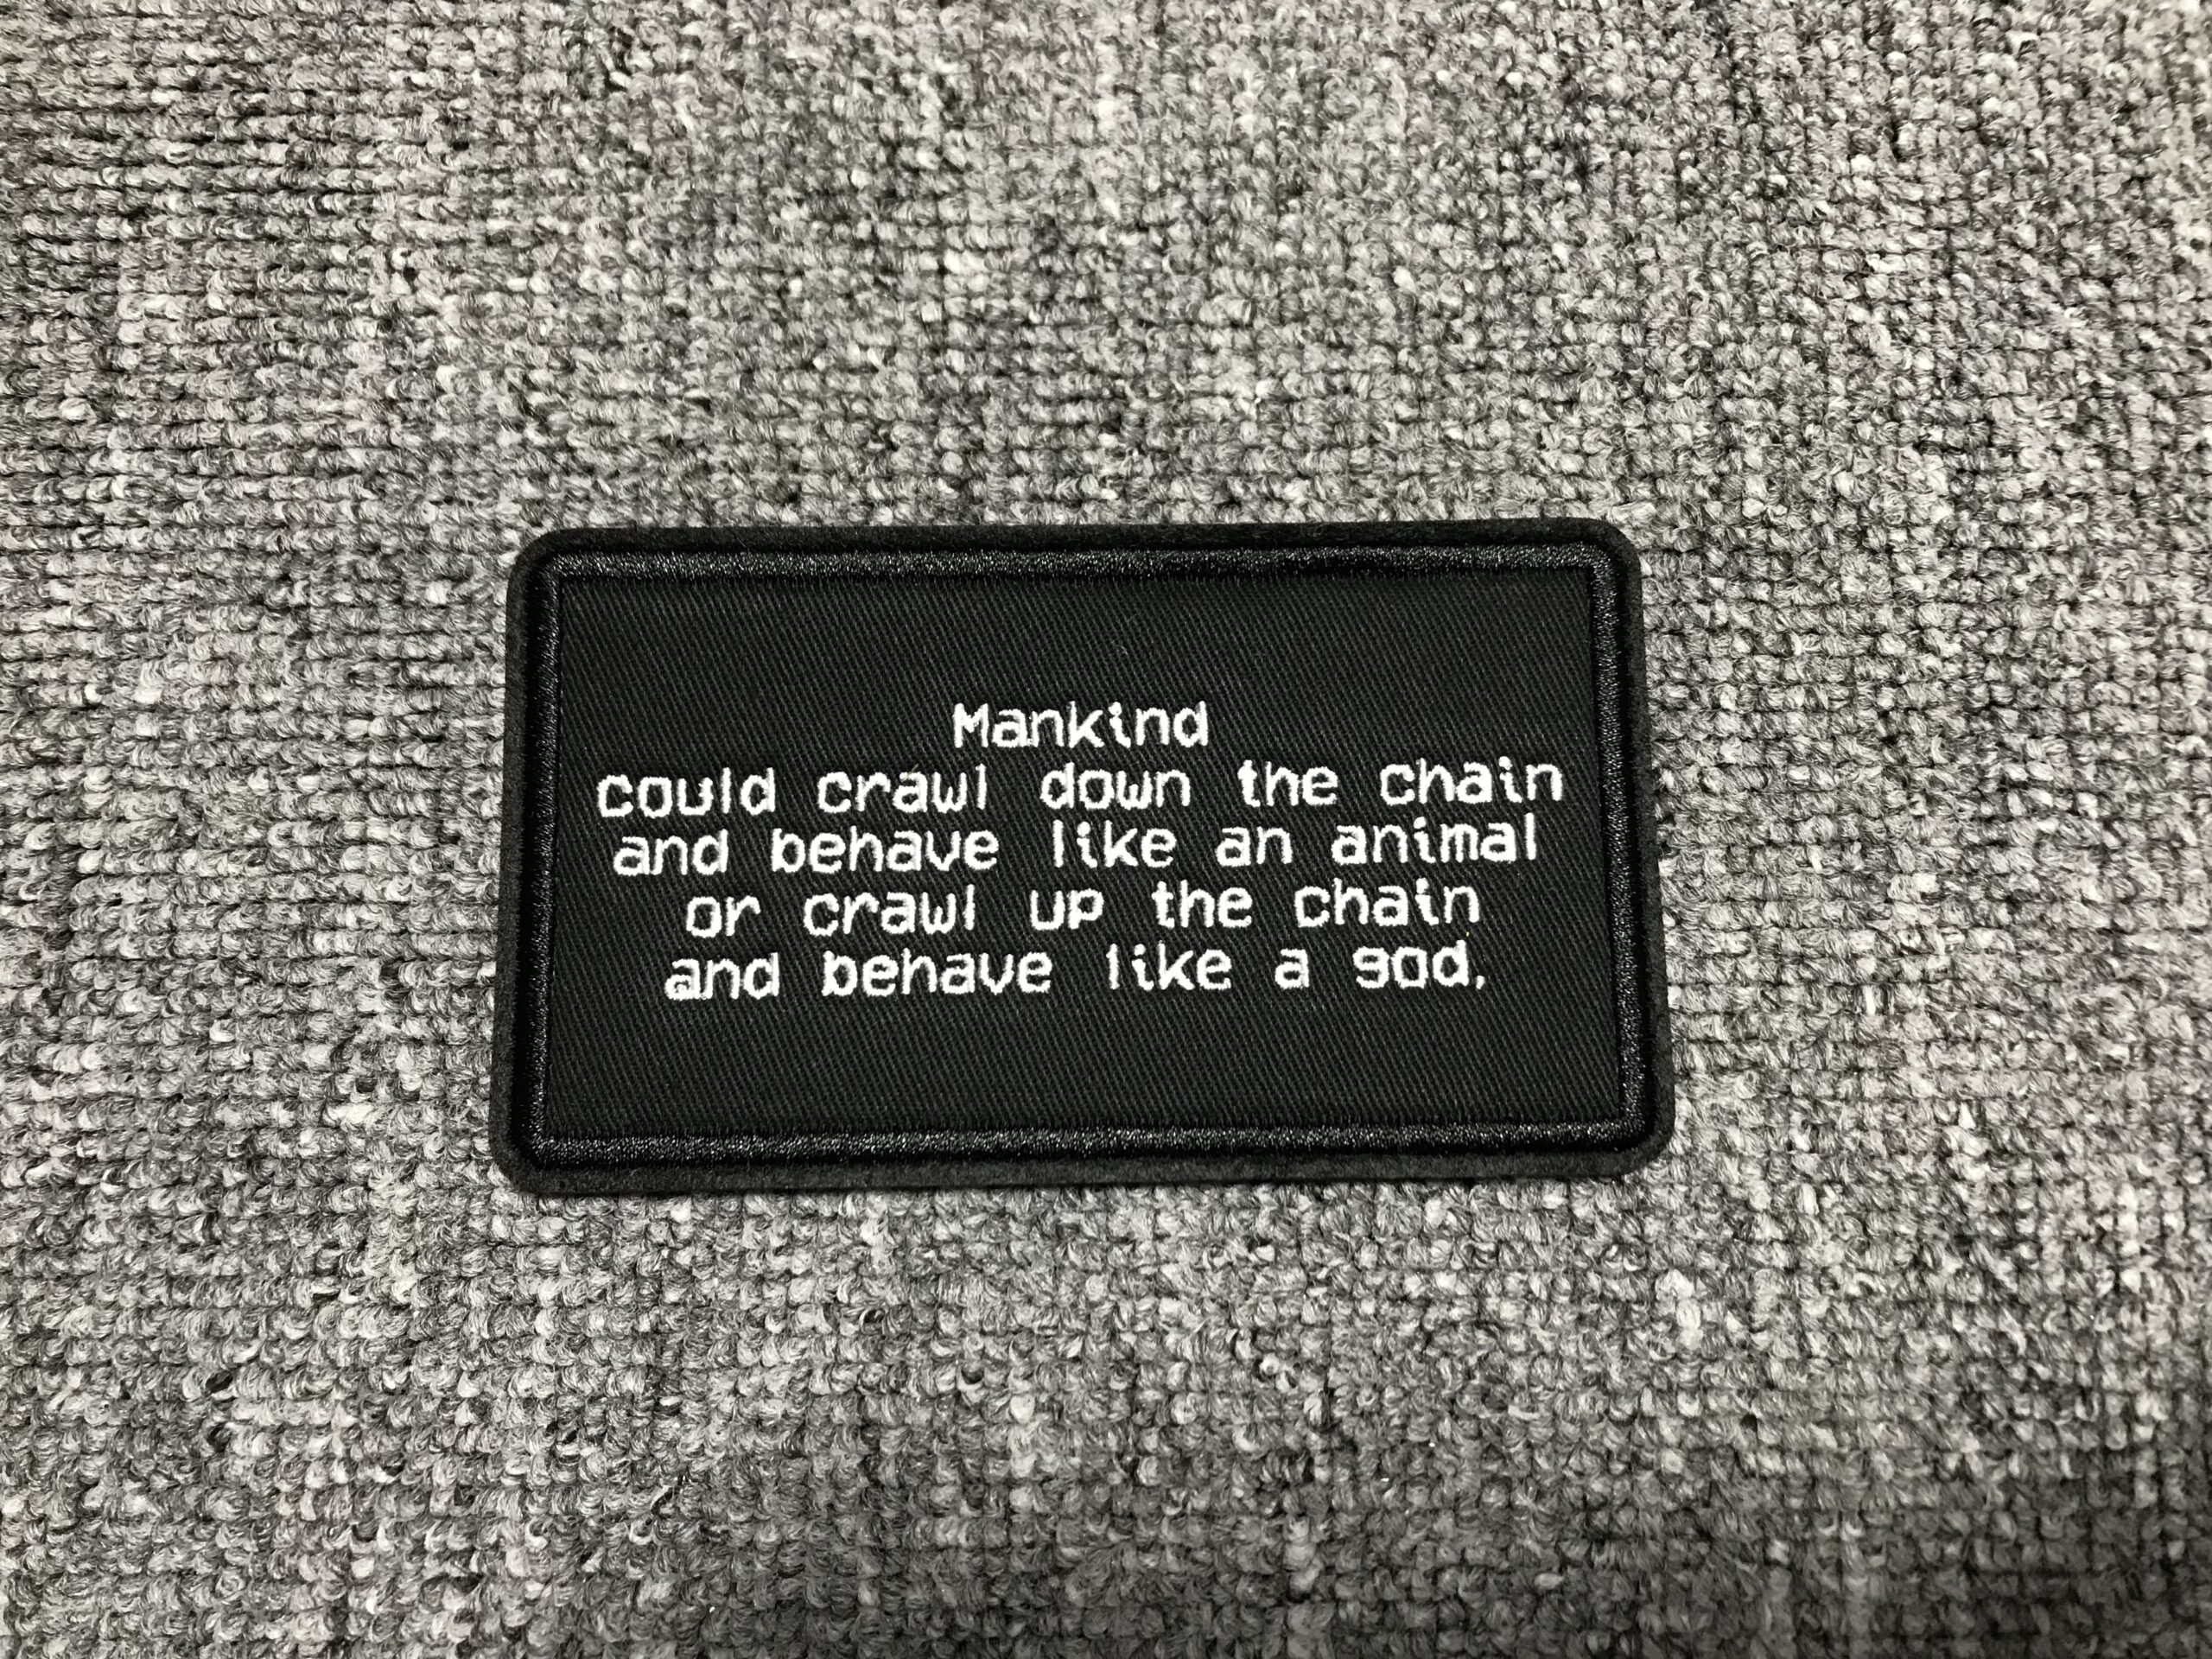 Mankind
could crawl down the chain
and behave like an animal
or crawl up the chain
and behave like a god,